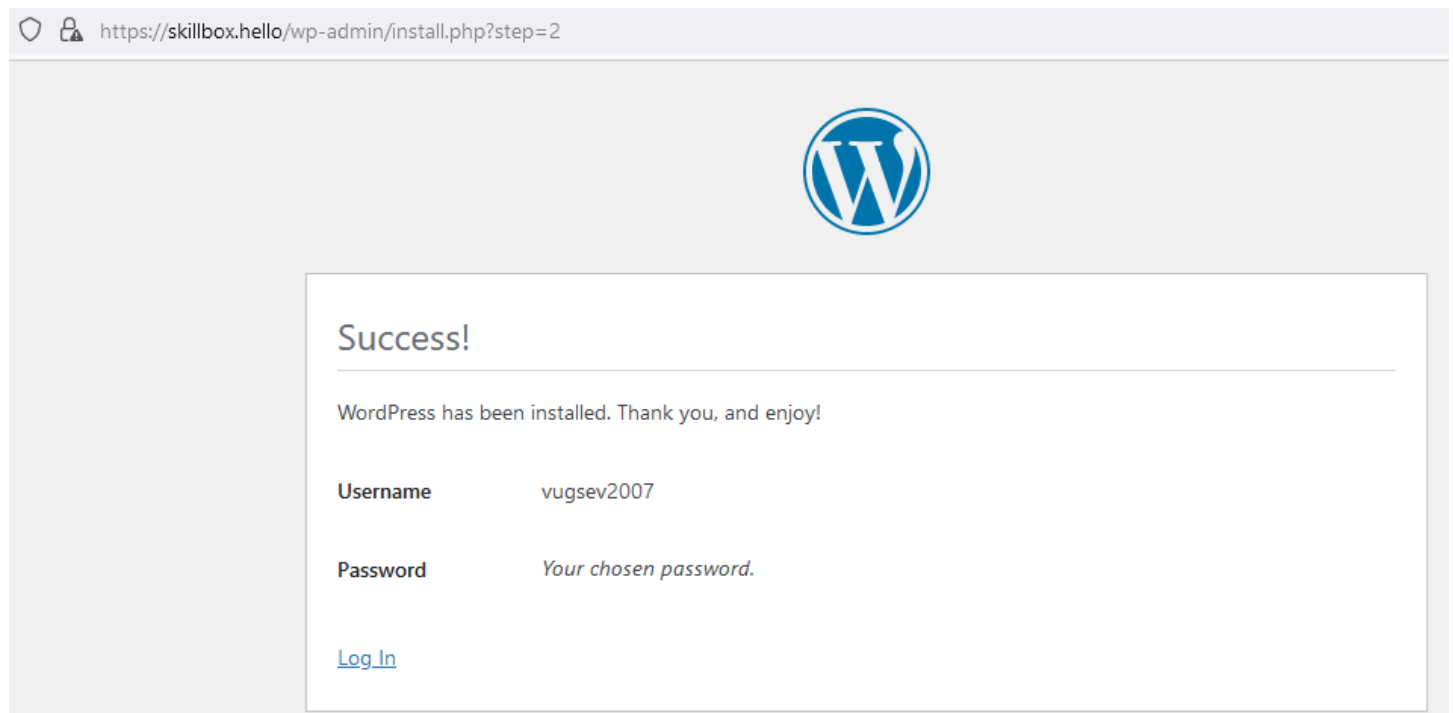 https://skillbox.hello/wp-admin/install.php?step=2
W
Success!
WordPress has been installed. Thank you, and enjoy!
Username vugsev2007
Password Your chosen password.
Log In